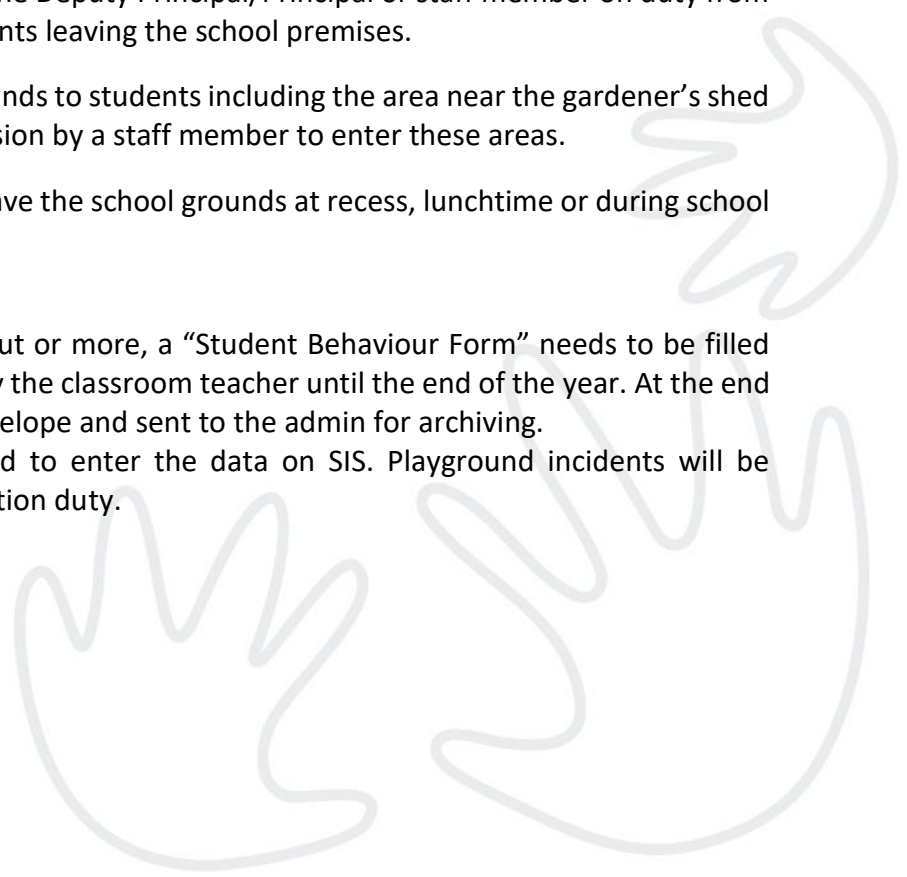 he Deputy Principal/Principal or staff member on duty from
nts leaving the school premises.
nds to students including the area near the gardener’s shed
sion by a staff member to enter these areas.
ave the school grounds at recess, lunchtime or during school
ut or more, a “Student Behaviour Form” needs to be filled
y the classroom teacher until the end of the year. At the end
elope and sent to the admin for archiving.
d to enter the data on SIS. Playground incidents will be
tion duty.